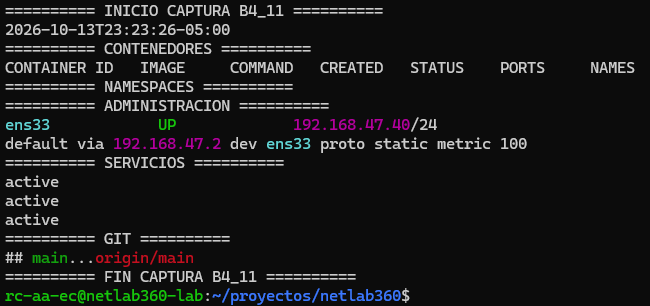 ========== INICIO CAPTURA B4_11 ==========
2026-10-13T23:23:26-05:00
========== CONTENEDORES ==========
CONTAINER ID   IMAGE     COMMAND   CREATED   STATUS    PORTS     NAMES
========== NAMESPACES ==========
========== ADMINISTRACION ==========
ens33            UP             192.168.47.40/24
default via 192.168.47.2 dev ens33 proto static metric 100
========== SERVICIOS ==========
active
active
active
========== GIT ==========
## main...origin/main
========== FIN CAPTURA B4_11 ==========
rc-aa-ec@netlab360-lab:~/proyectos/netlab360$